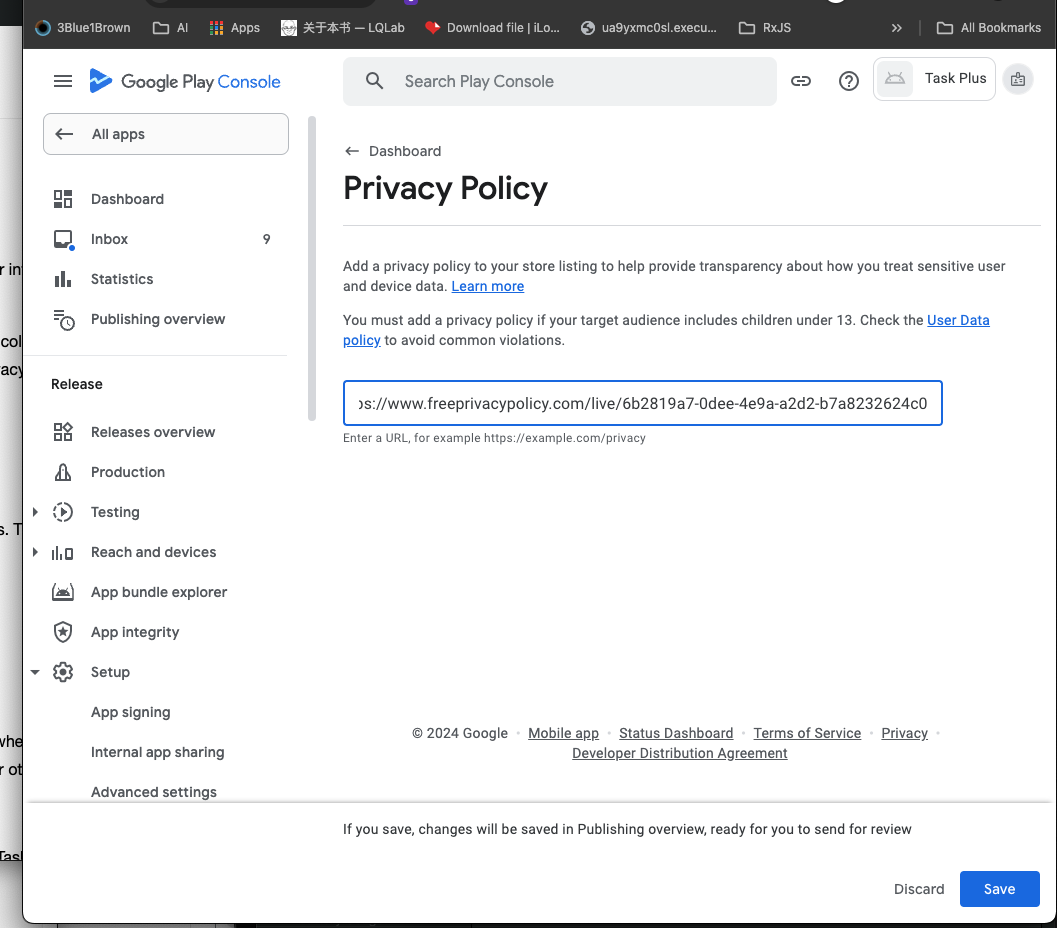 3Blue1Brown AI Apps 关于本书 — LQLab Download file | iLo... ua9yxmc0sl.execu... RxJS » All Bookmarks
Google Play Console
Search Play Console
Task Plus
All apps
Dashboard
Inbox 9
Statistics
Publishing overview
Release
Releases overview
Production
Testing
Reach and devices
App bundle explorer
App integrity
Setup
App signing
Internal app sharing
Advanced settings
Dashboard
Privacy Policy
Add a privacy policy to your store listing to help provide transparency about how you treat sensitive user
and device data. Learn more
You must add a privacy policy if your target audience includes children under 13. Check the User Data
policy to avoid common violations.
ps://www.freeprivacypolicy.com/live/6b2819a7-0dee-4e9a-a2d2-b7a8232624c0
Enter a URL, for example https://example.com/privacy
© 2024 Google · Mobile app · Status Dashboard · Terms of Service · Privacy ·
Developer Distribution Agreement
If you save, changes will be saved in Publishing overview, ready for you to send for review
Discard Save